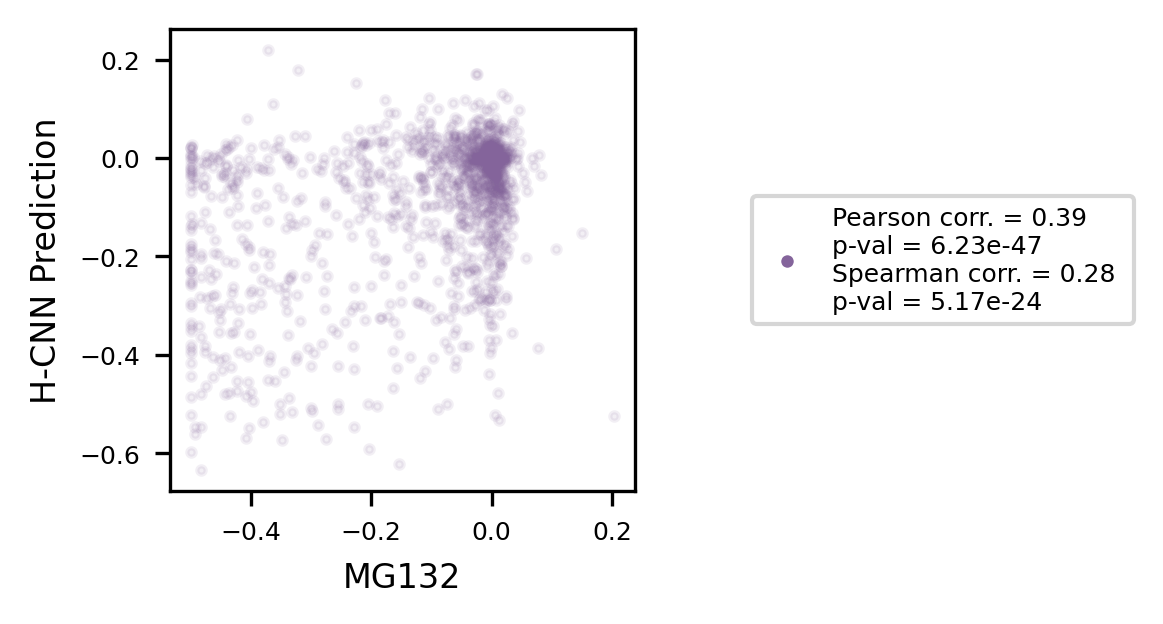 H-CNN Prediction
0.2
0.0
−0.2
−0.4
−0.6
−0.4
−0.2
0.0
0.2
MG132
Pearson corr. = 0.39
p-val = 6.23e-47
Spearman corr. = 0.28
p-val = 5.17e-24